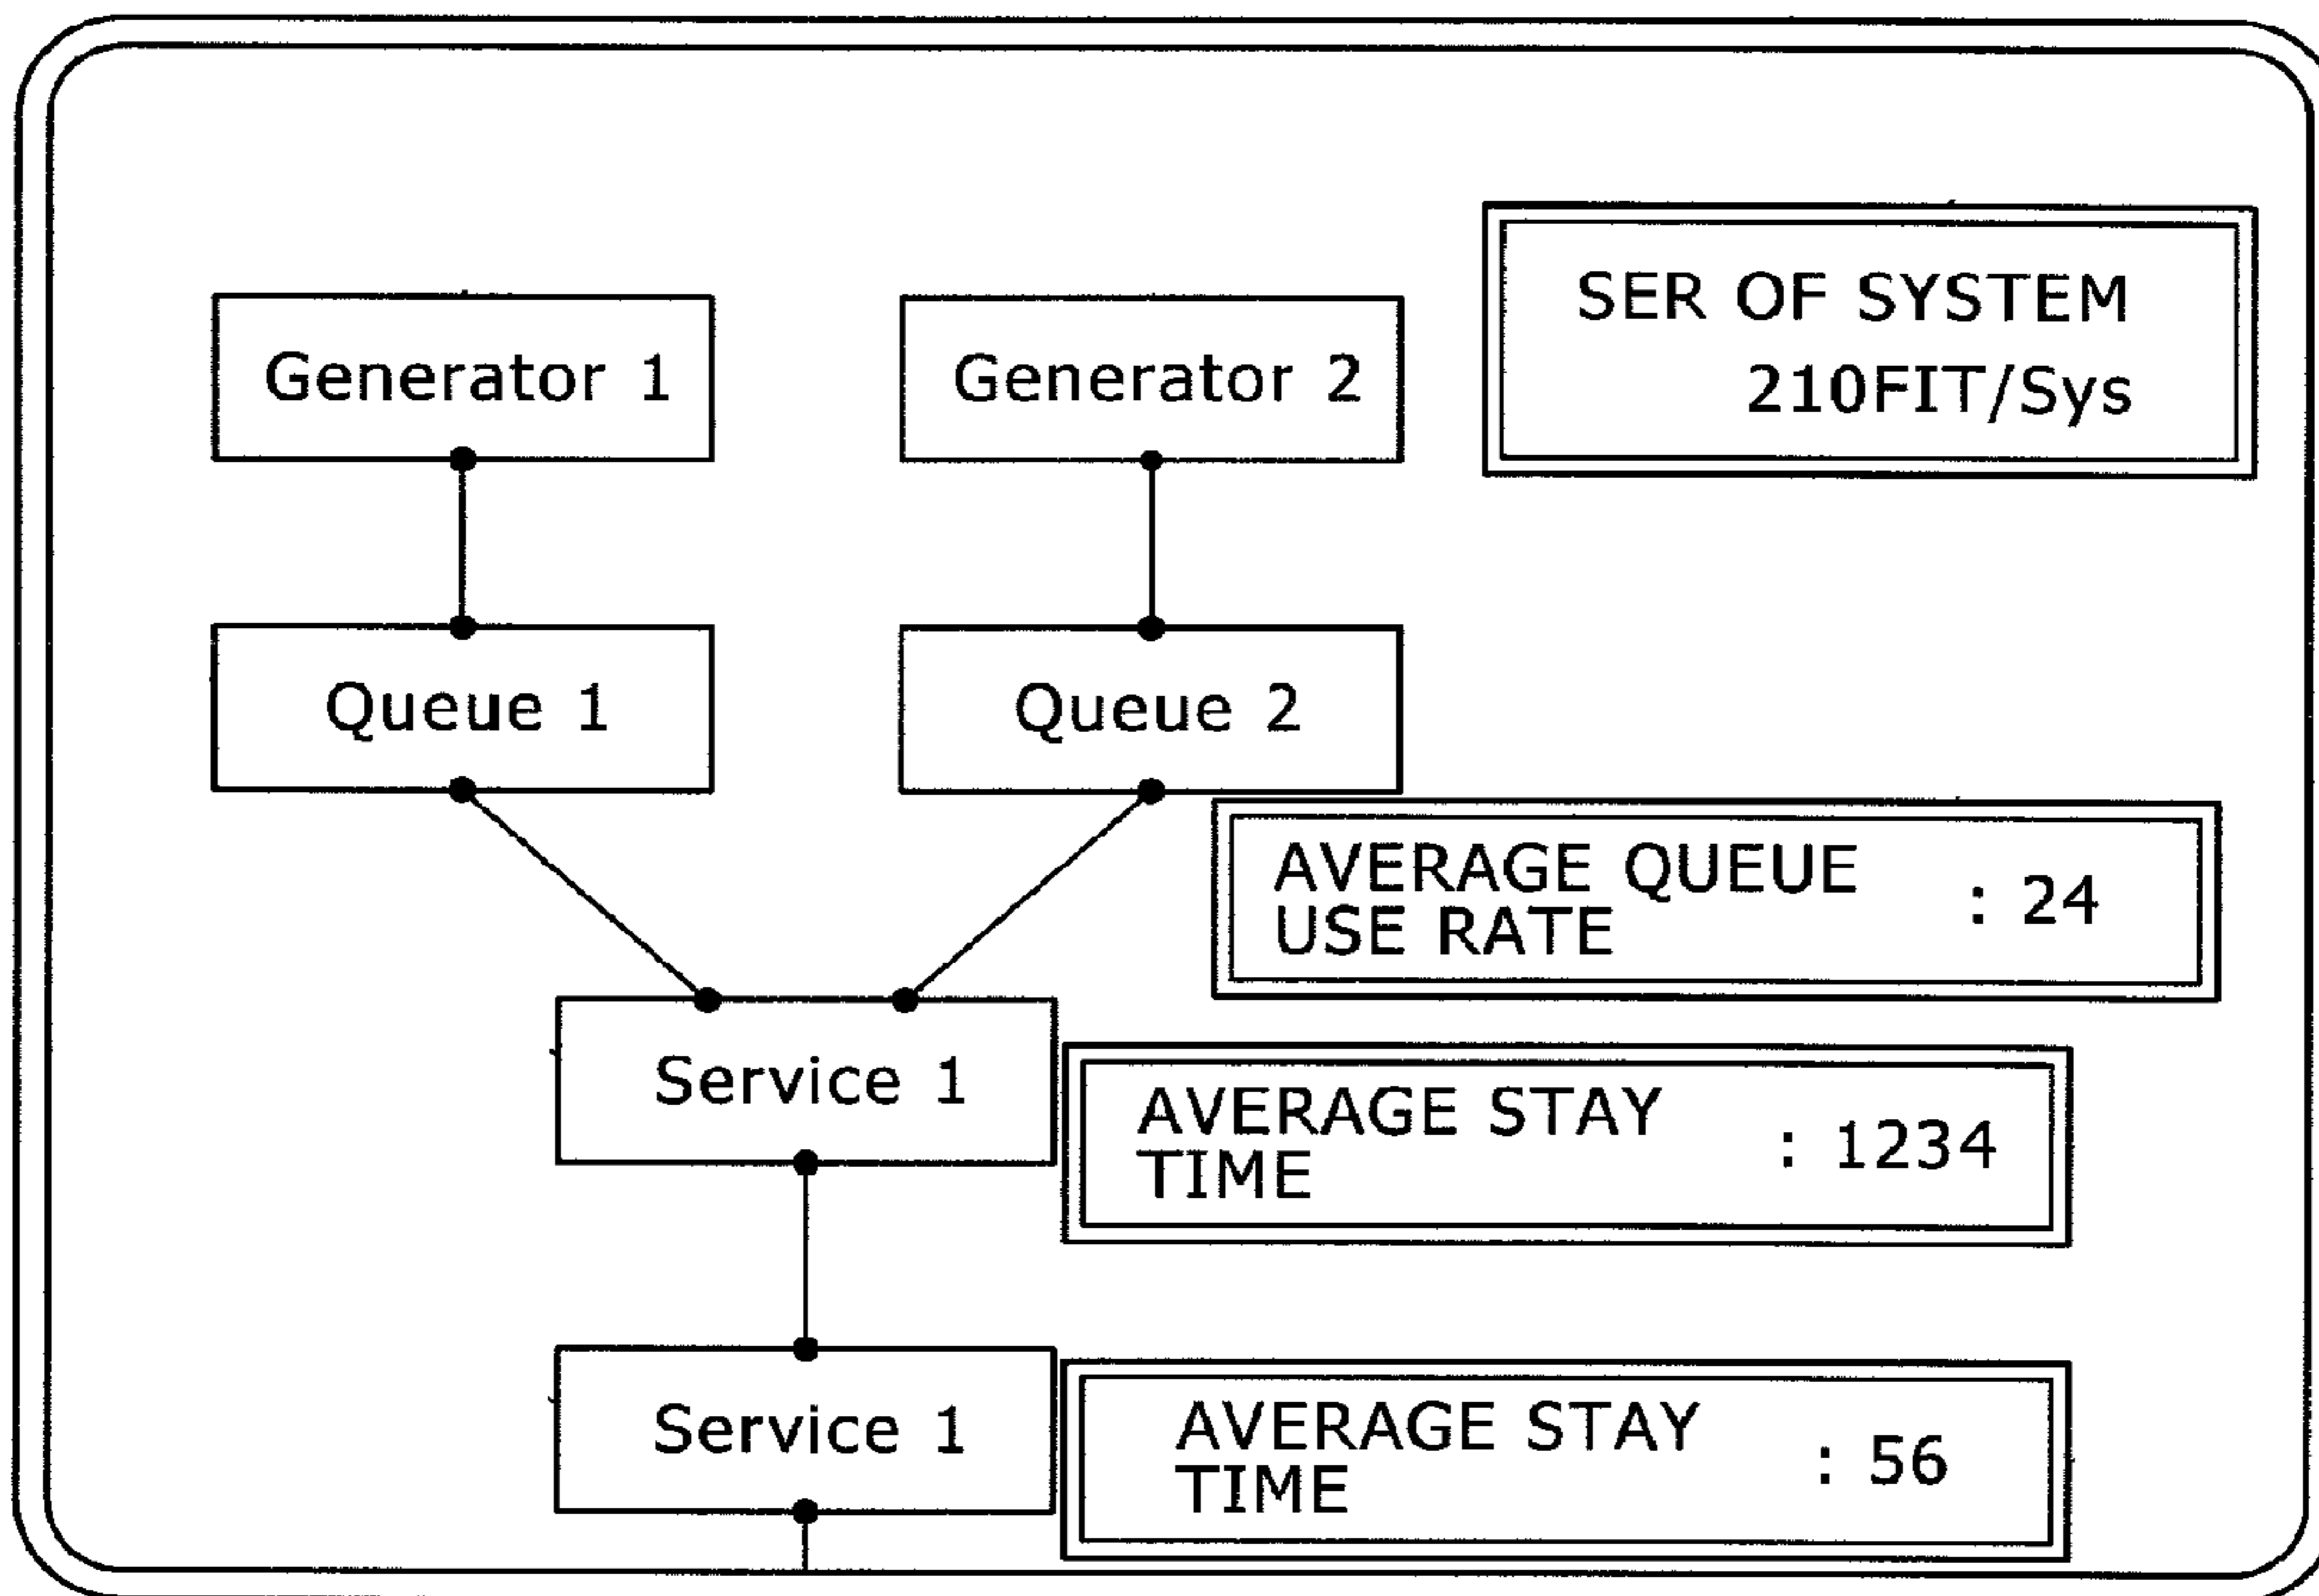 SER OF SYSTEM
210FIT/Sys
Generator 1
Generator 2
Queue 1
Queue 2
AVERAGE QUEUE
USE RATE
: 24
Service 1
AVERAGE STAY
TIME
: 1234
Service 1
AVERAGE STAY
TIME
: 56